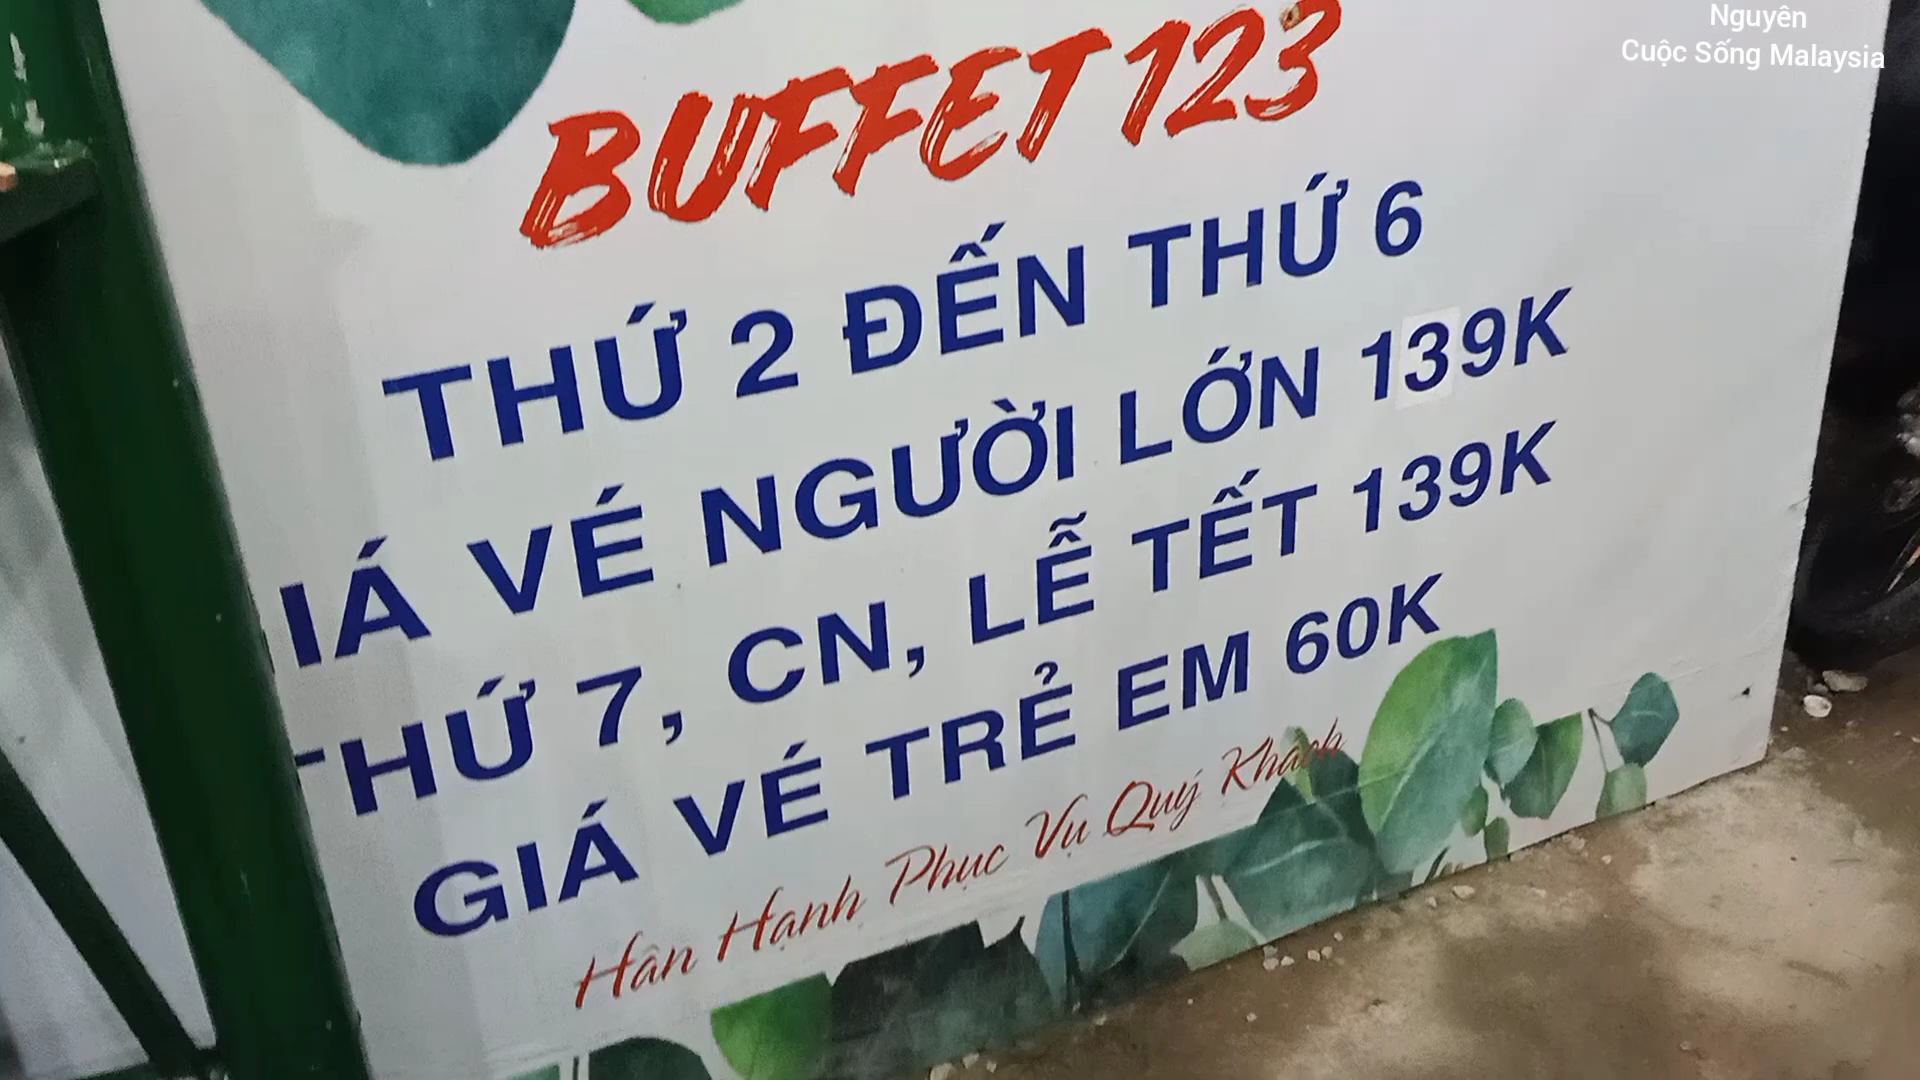 Nguyên
Cuộc Sống Malaysia
BUFFET 123
THỨ 2 ĐẾN THỨ 6
IÁ VÉ NGƯỜI LỚN 139K
THỨ 7, CN, LỄ TẾT 139K
GIÁ VÉ TRẺ EM 60K
Hân Hạnh Phục Vụ Quý Khách